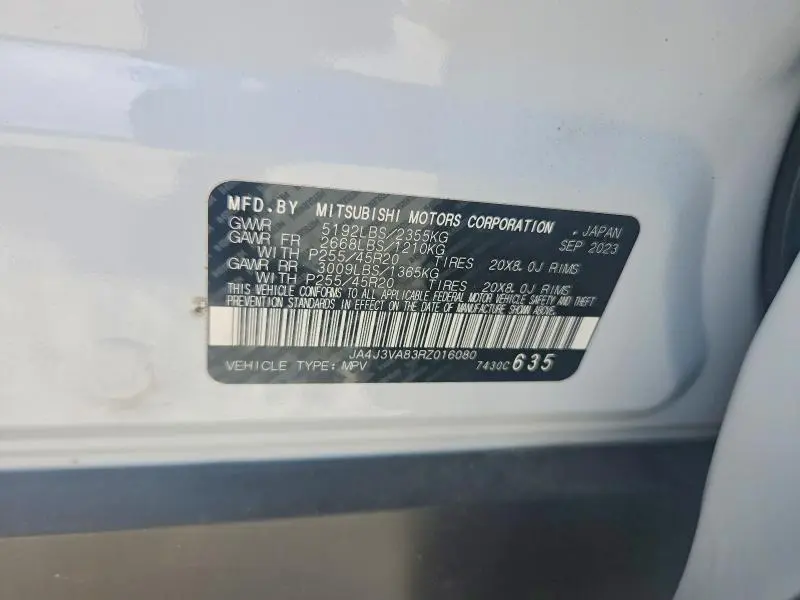 MFD.BY MITSUBISHI MOTORS CORPORATION , JAPAN
GVWR 5192LBS/2355KG SEP 2023
GAWR FR 2668LBS/1210KG
WITH P255/45R20 TIRES 20X8.0J RIMS
GAWR RR 3009LBS/1365KG
WITH P255/45R20 TIRES 20X8.0J RIMS
THIS VEHICLE CONFORMS TO ALL APPLICABLE FEDERAL MOTOR VEHICLE SAFETY AND THEFT
PREVENTION STANDARDS IN EFFECT ON THE DATE OF MANUFACTURE SHOWN ABOVE.
JA4J3VA83RZ016080
VEHICLE TYPE: MPV 7430C 635